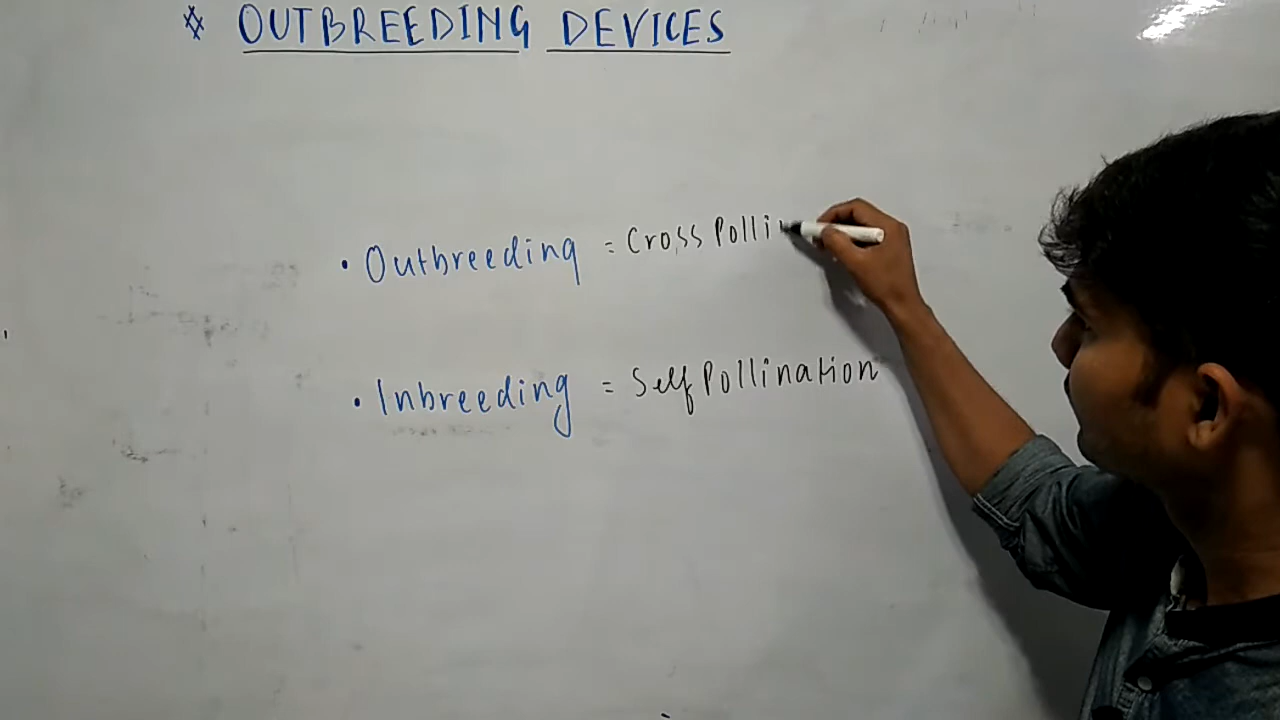 * OUTBREEDING DEVICES
• Outbreeding = Cross Polli
• Inbreeding = Self Pollination